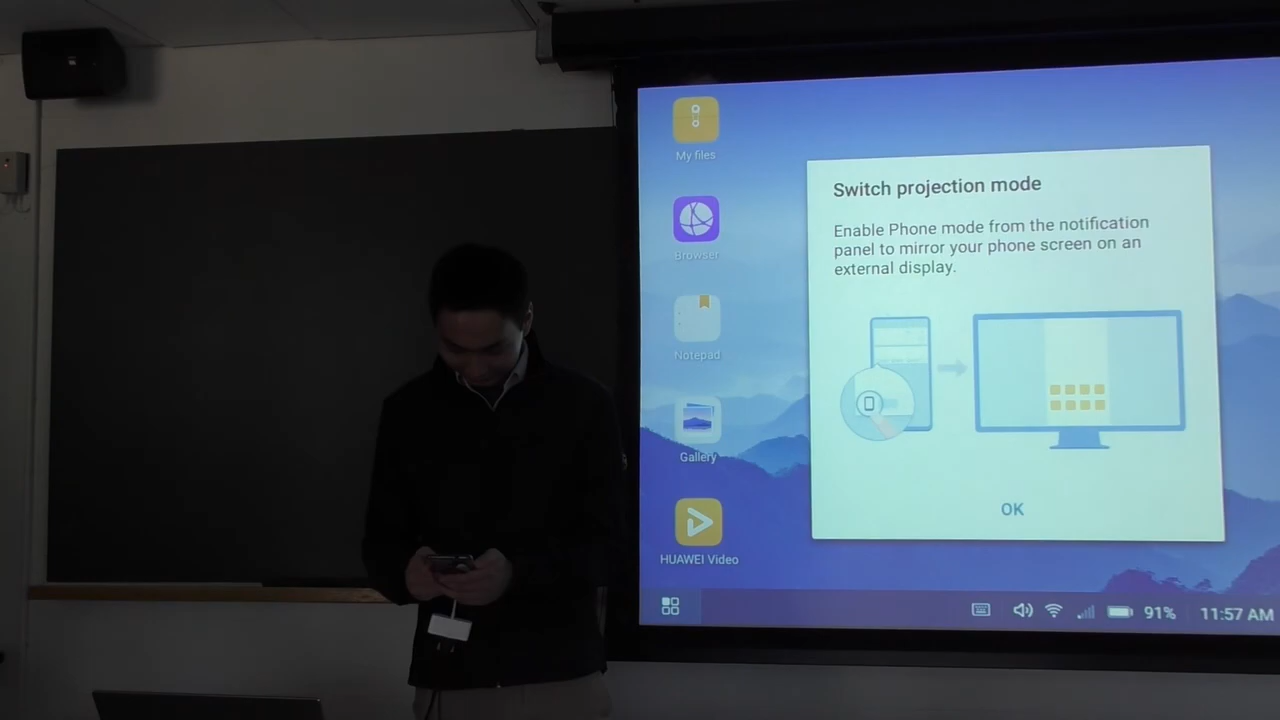 My files
Browser
Notepad
Gallery
HUAWEI Video
Switch projection mode
Enable Phone mode from the notification
panel to mirror your phone screen on an
external display.
OK
91%
11:57 AM